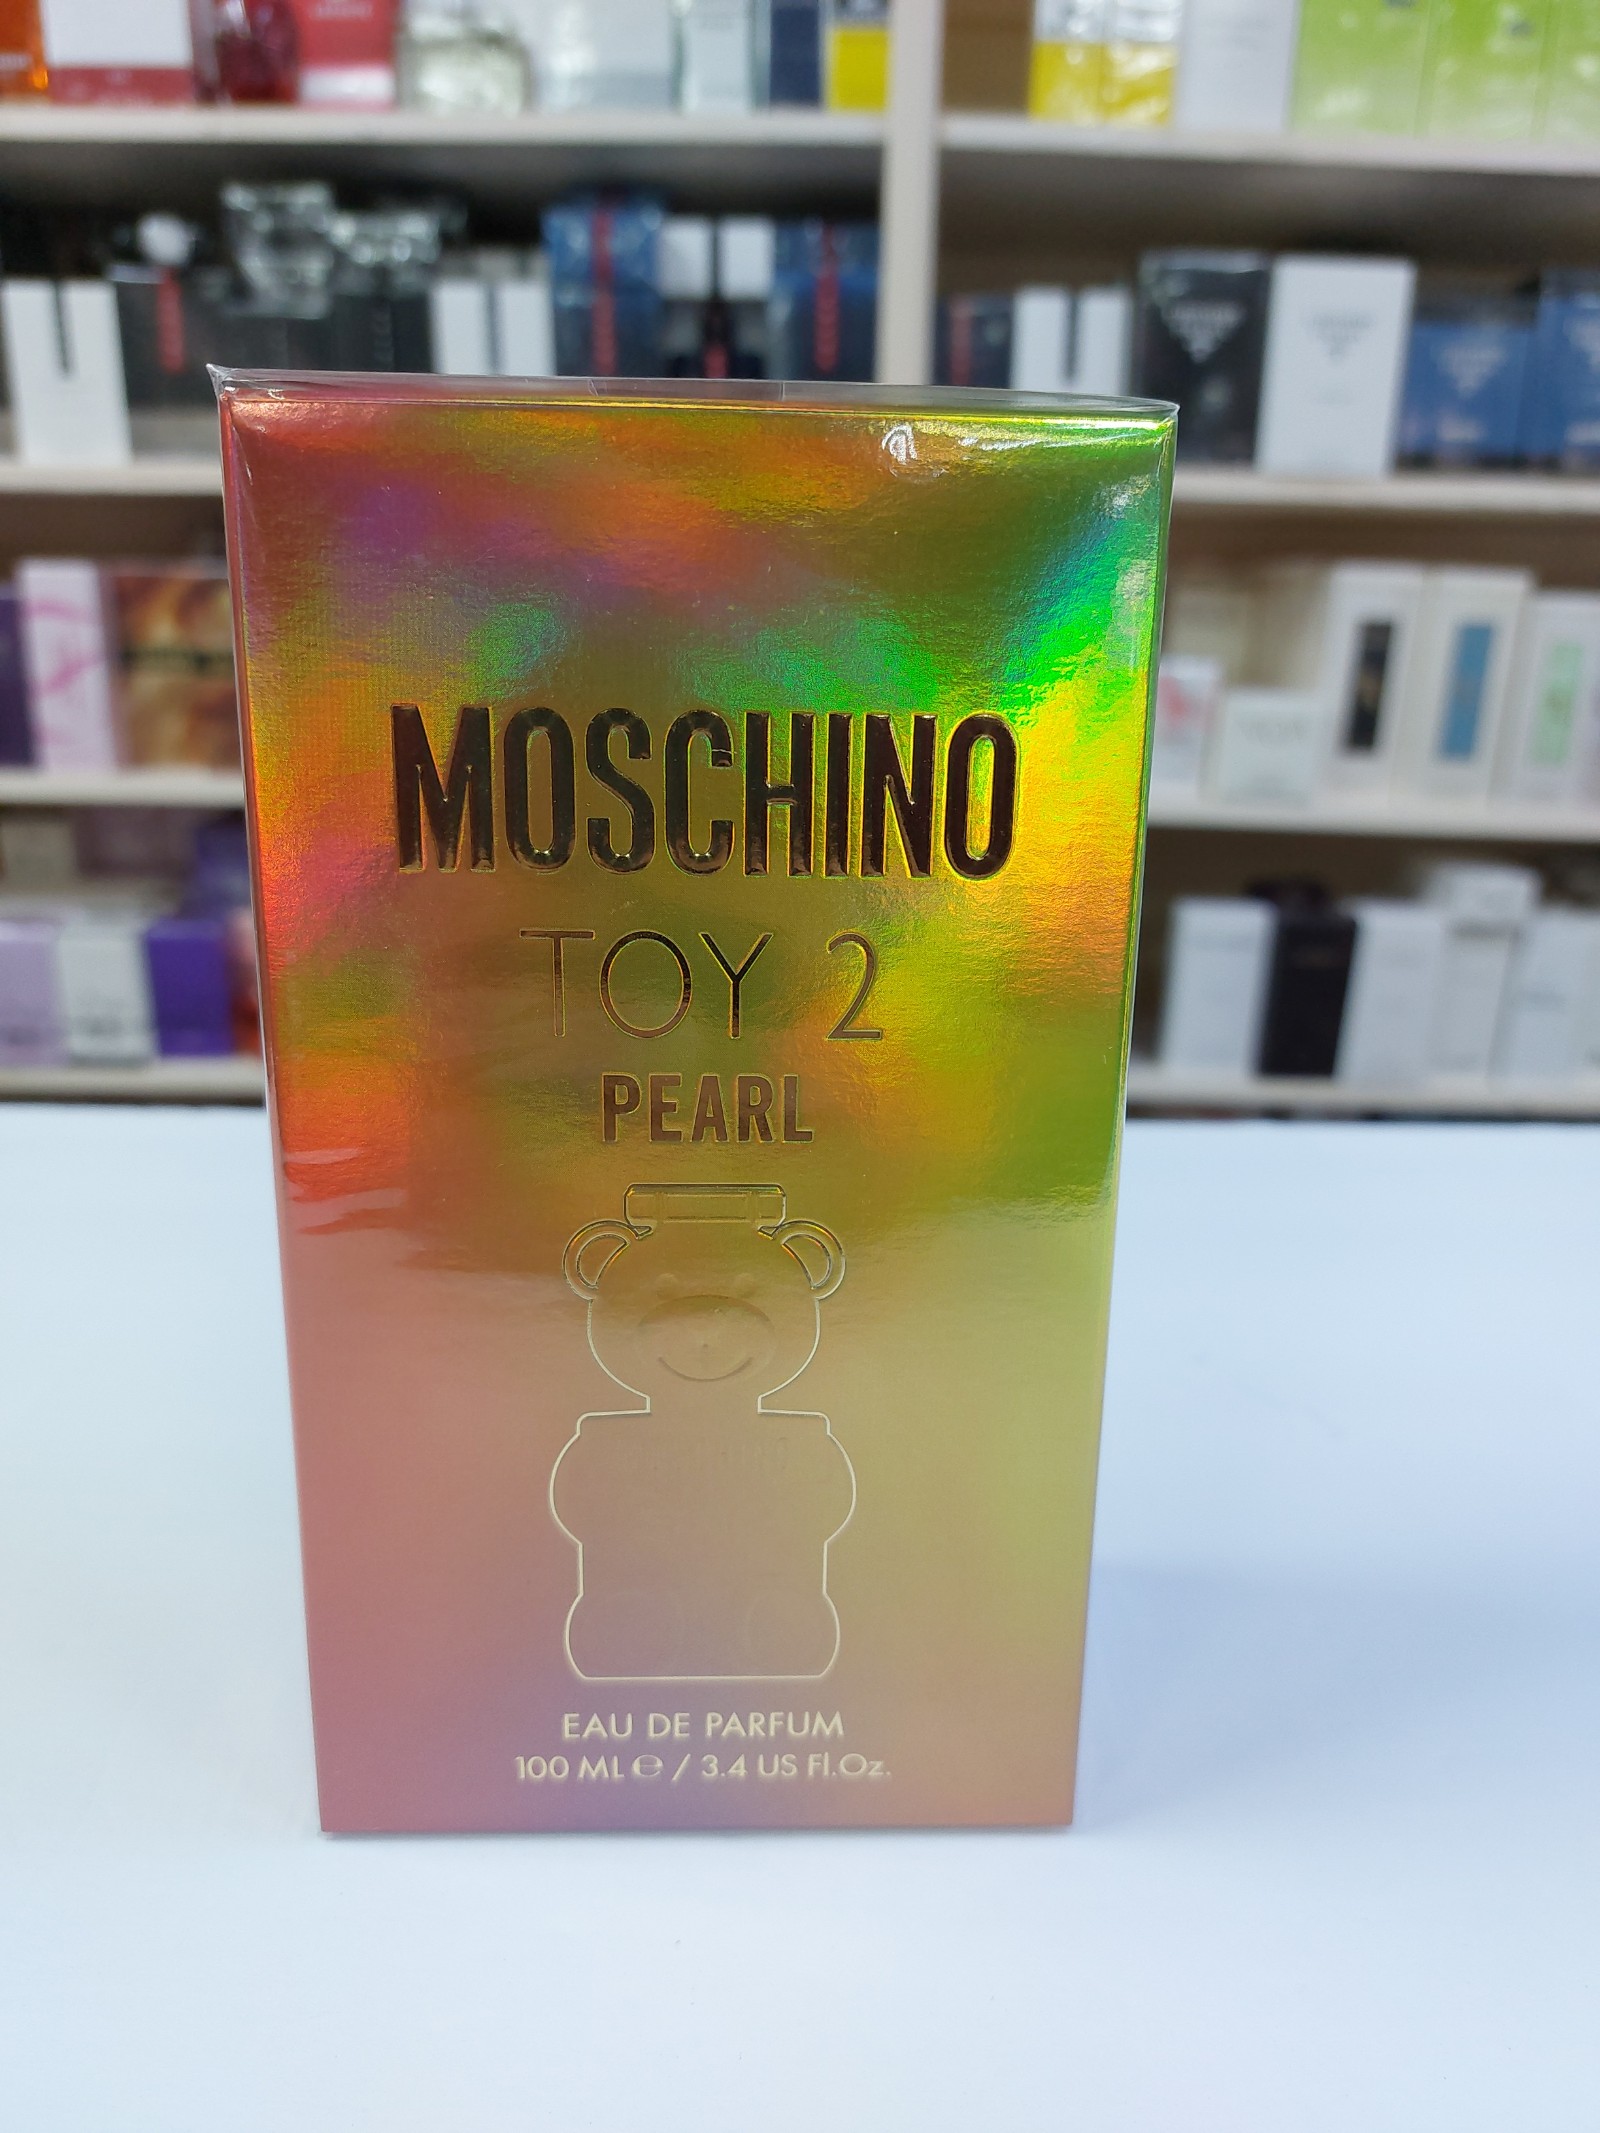 MOSCHINO
TOY 2
PEARL
EAU DE PARFUM
100 ML ℮ / 3.4 US Fl.Oz.